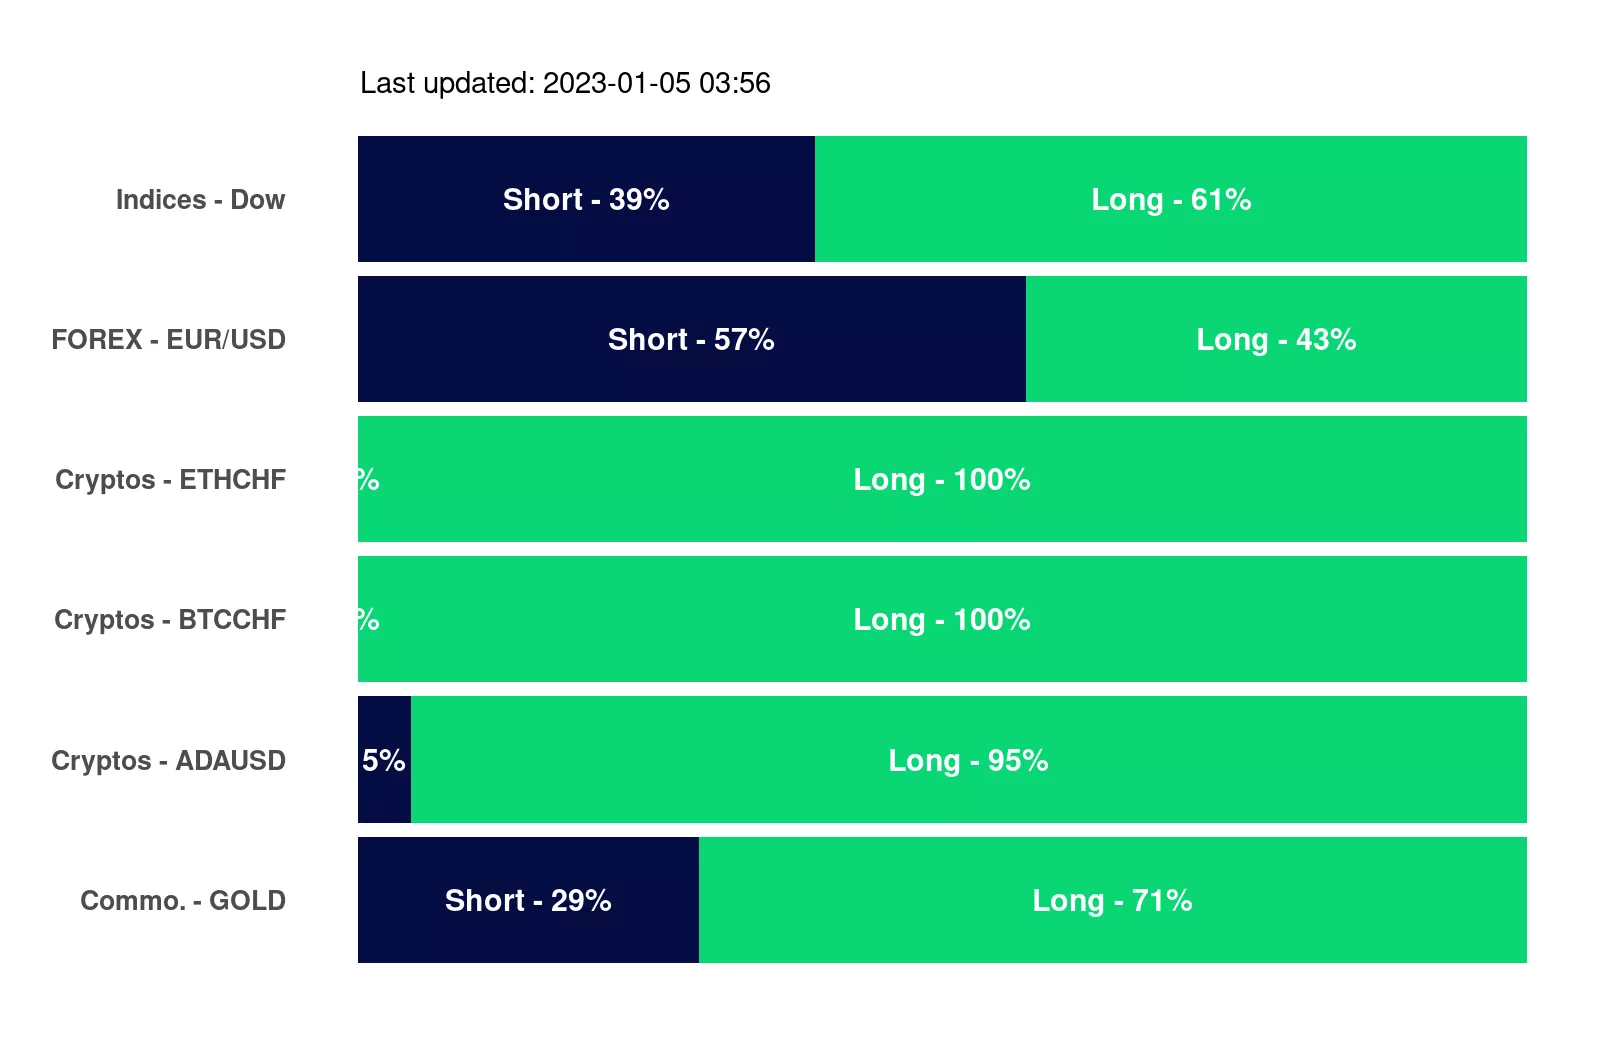 Last updated: 2023-01-05 03:56
Indices - Dow Short - 39% Long - 61%
FOREX - EUR/USD Short - 57% Long - 43%
Cryptos - ETHCHF % Long - 100%
Cryptos - BTCCHF % Long - 100%
Cryptos - ADAUSD 5% Long - 95%
Commo. - GOLD Short - 29% Long - 71%